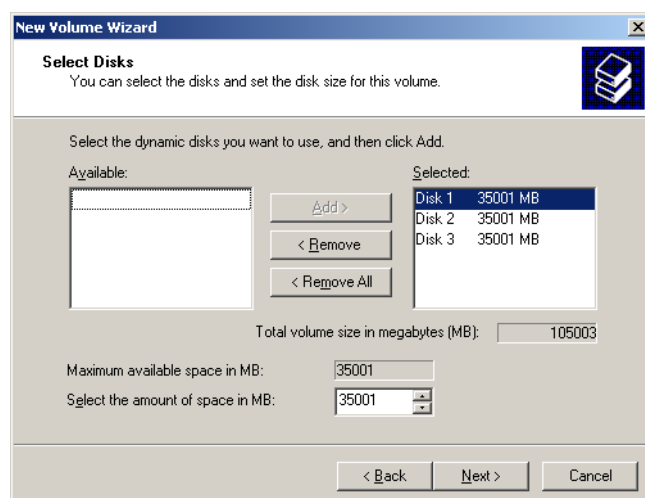 New Volume Wizard
Select Disks
You can select the disks and set the disk size for this volume.
Select the dynamic disks you want to use, and then click Add.
Available:
Selected:
Add >
< Remove
< Remove All
Disk 1 35001 MB
Disk 2 35001 MB
Disk 3 35001 MB
Total volume size in megabytes (MB): 105003
Maximum available space in MB: 35001
Select the amount of space in MB: 35001
< Back
Next >
Cancel